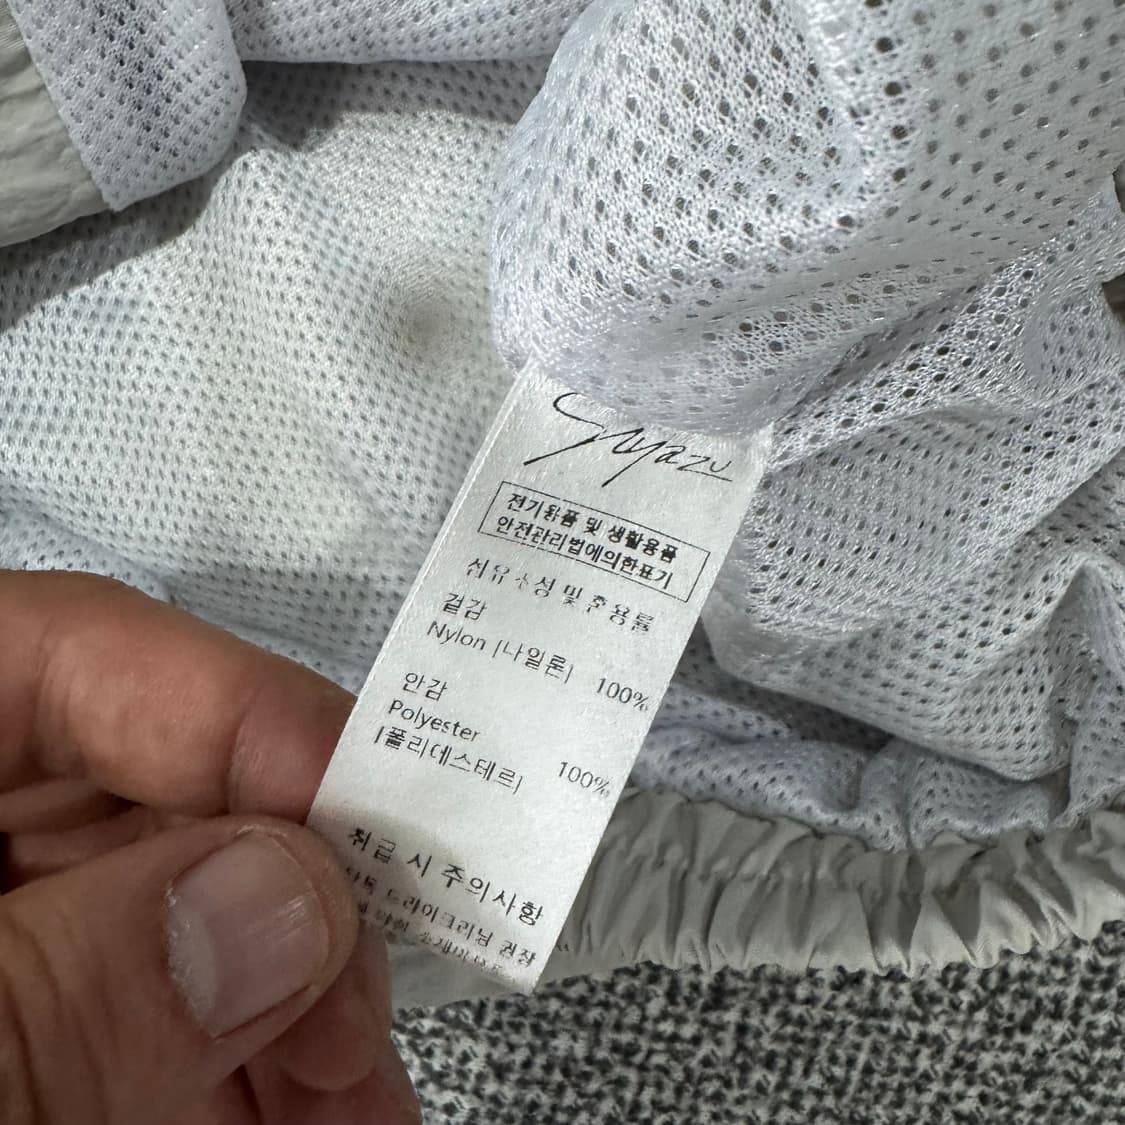 전기용품 및 생활용품
안전관리법에의한표기
섬유 조성 및 혼용률
겉감
Nylon [나일론] 100%
안감
Polyester
[폴리에스테르] 100%
취급 시 주의사항
단독 드라이크리닝 권장